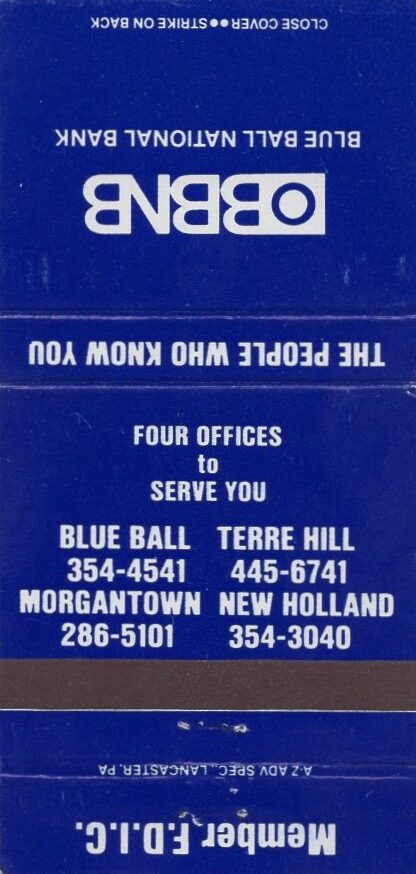 CLOSE COVER●●STRIKE ON BACK
BLUE BALL NATIONAL BANK
BBNB
THE PEOPLE WHO KNOW YOU
FOUR OFFICES
to
SERVE YOU
BLUE BALL TERRE HILL
354-4541 445-6741
MORGANTOWN NEW HOLLAND
286-5101 354-3040
A-Z ADV SPEC., LANCASTER, PA
Member F.D.I.C.